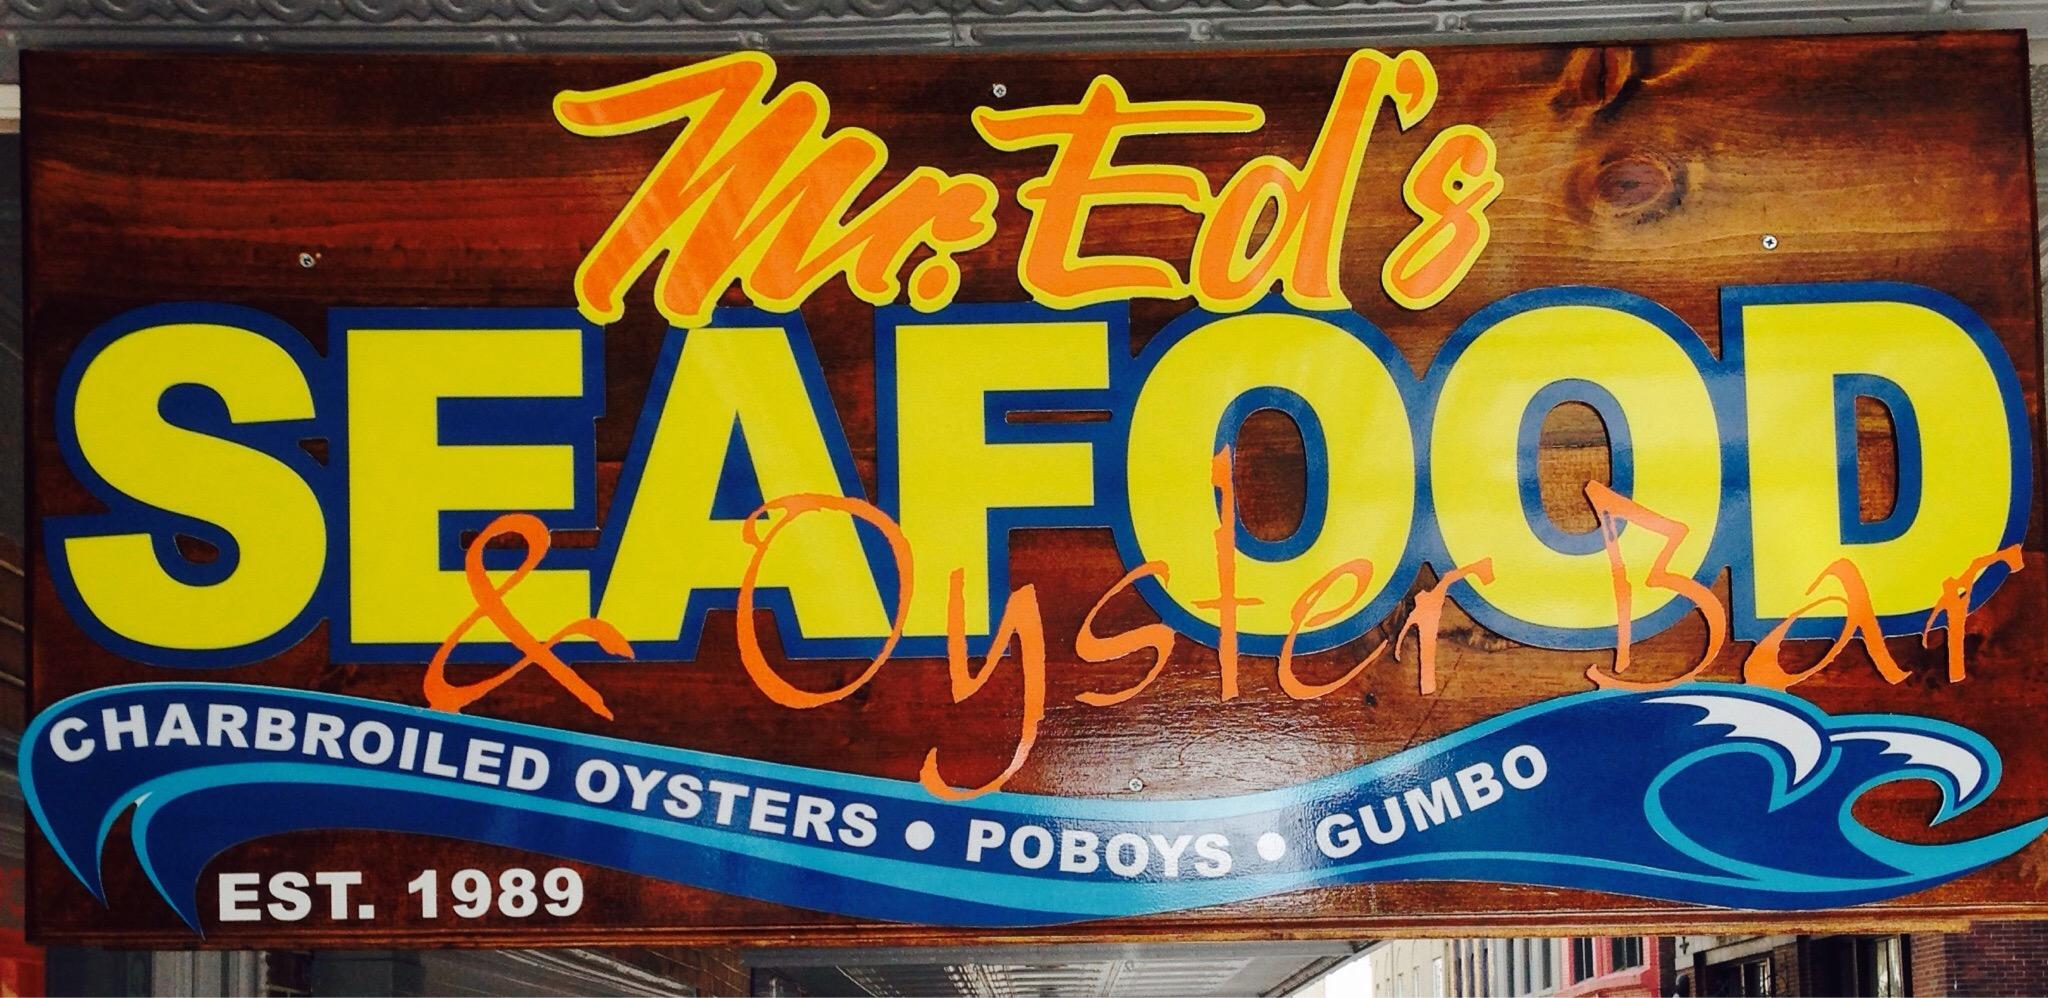 Mr. Ed's
SEAFOOD
& Oyster Bar
CHARBROILED OYSTERS • POBOYS • GUMBO
EST. 1989